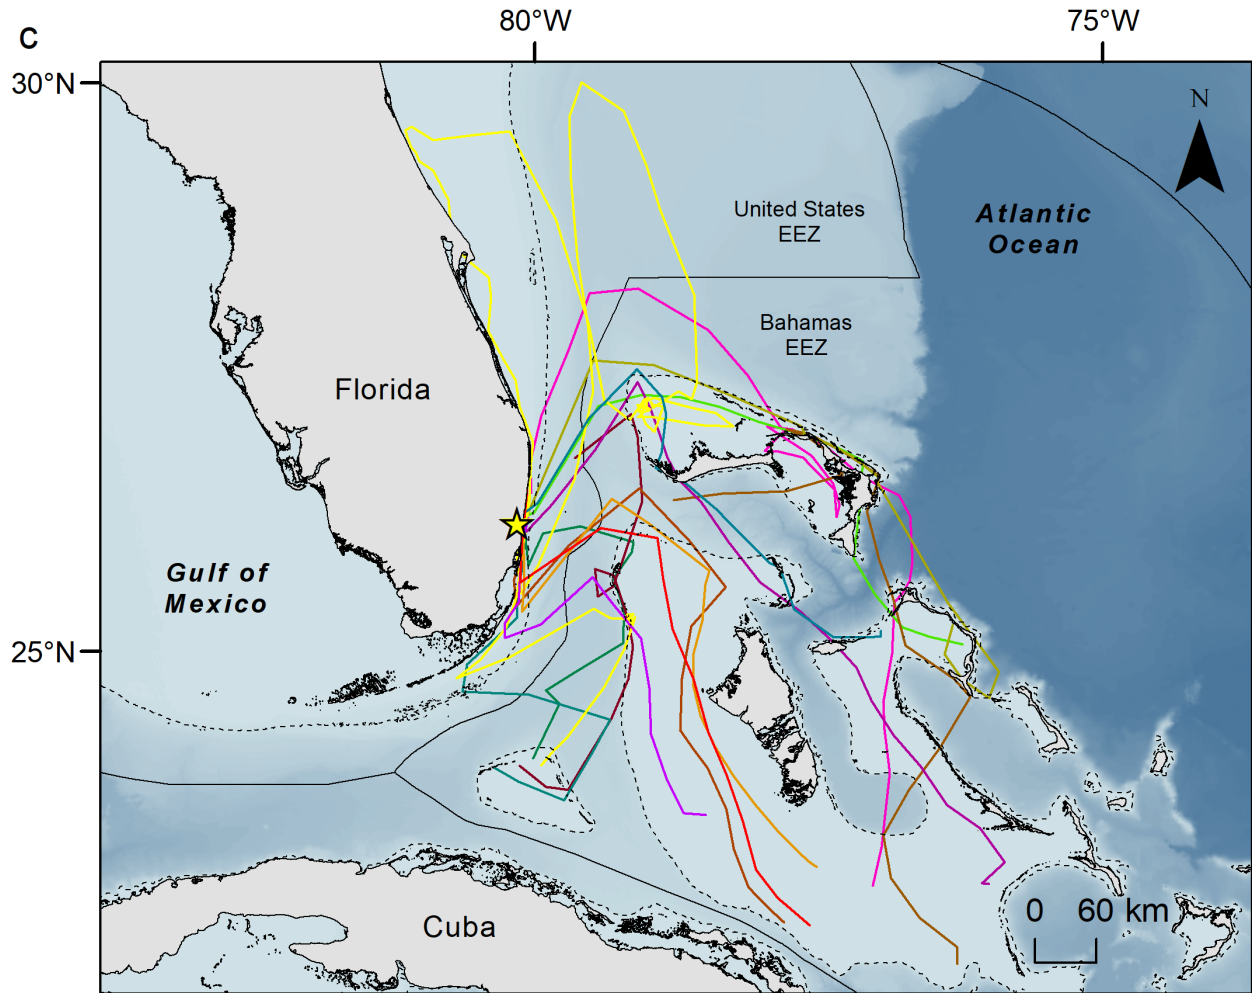 C
80°W
75°W
30°N
N
United States
EEZ
Atlantic
Ocean
Bahamas
EEZ
Florida
Gulf of
Mexico
25°N
0 60 km
Cuba